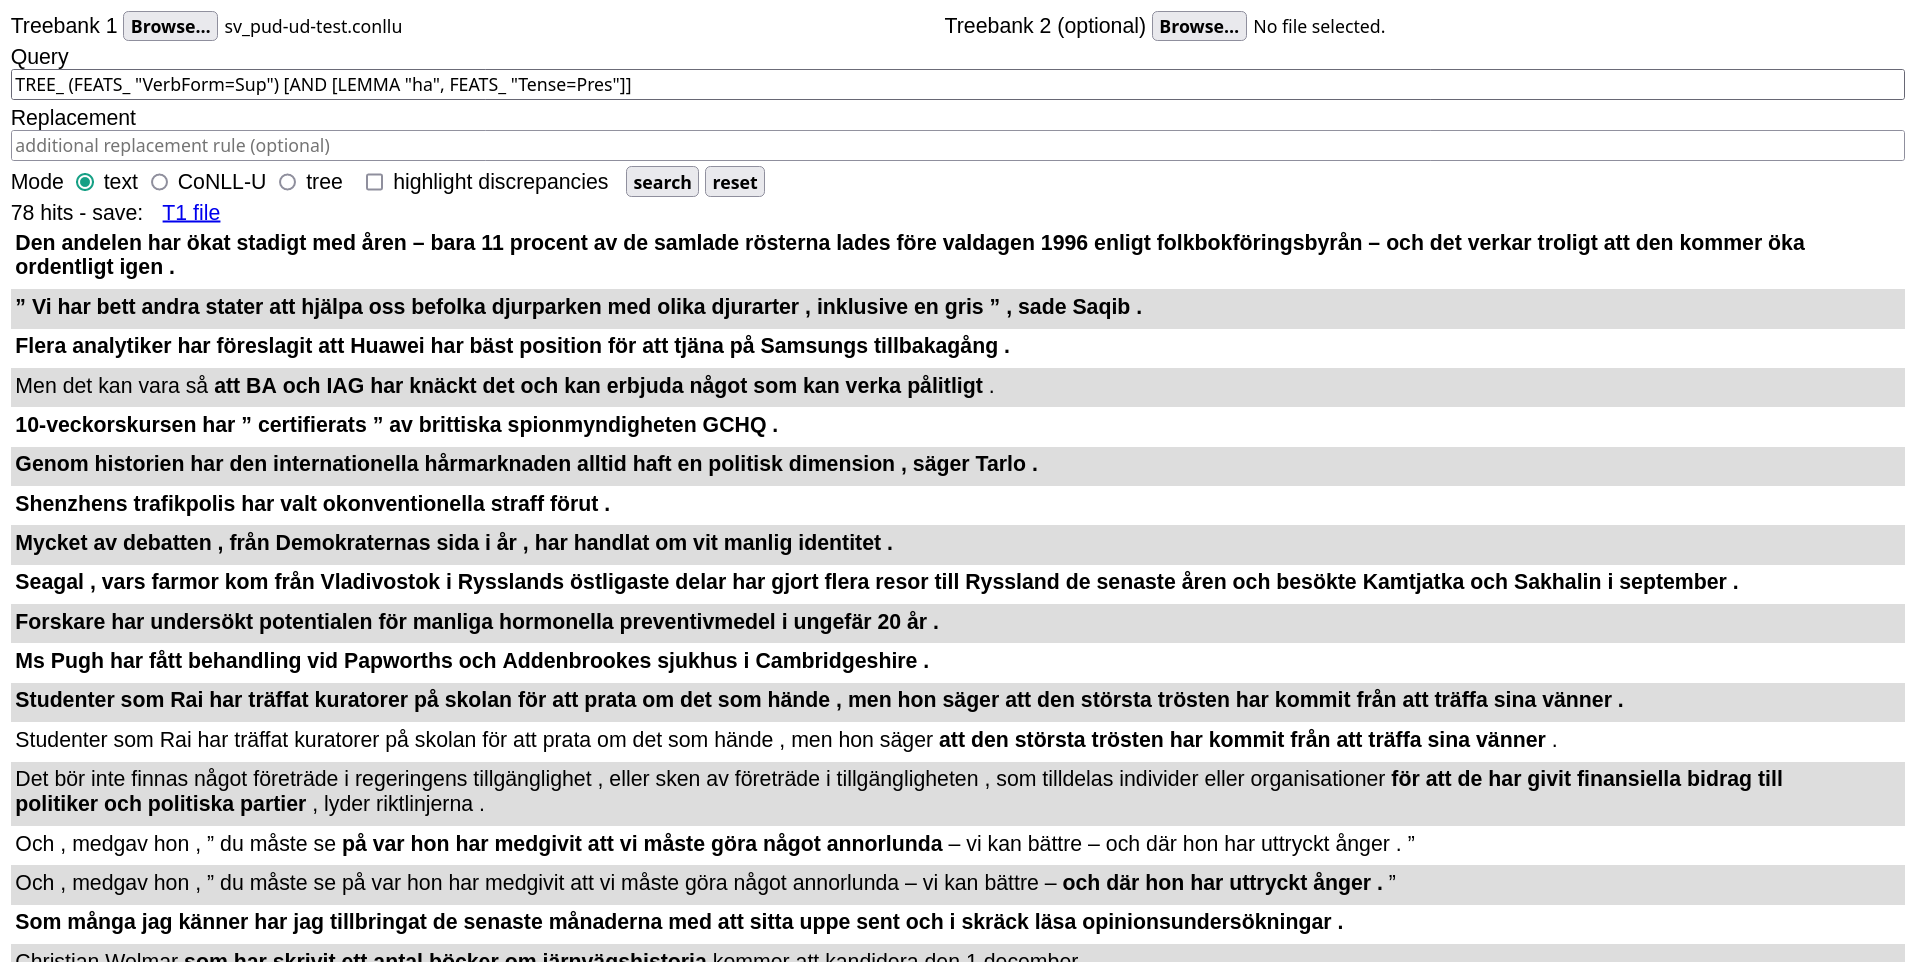 Treebank 1 Browse... sv_pud-ud-test.conllu Treebank 2 (optional) Browse... No file selected.
Query
TREE_ (FEATS_ "VerbForm=Sup") [AND [LEMMA "ha", FEATS_ "Tense=Pres"]]
Replacement
additional replacement rule (optional)
Mode text CoNLL-U tree highlight discrepancies search reset
78 hits - save: T1 file
Den andelen har ökat stadigt med åren – bara 11 procent av de samlade rösterna lades före valdagen 1996 enligt folkbokföringsbyrån – och det verkar troligt att den kommer öka
ordentligt igen .
” Vi har bett andra stater att hjälpa oss befolka djurparken med olika djurarter , inklusive en gris ” , sade Saqib .
Flera analytiker har föreslagit att Huawei har bäst position för att tjäna på Samsungs tillbakagång .
Men det kan vara så att BA och IAG har knäckt det och kan erbjuda något som kan verka pålitligt .
10-veckorskursen har ” certifierats ” av brittiska spionmyndigheten GCHQ .
Genom historien har den internationella hårmarknaden alltid haft en politisk dimension , säger Tarlo .
Shenzhens trafikpolis har valt okonventionella straff förut .
Mycket av debatten , från Demokraternas sida i år , har handlat om vit manlig identitet .
Seagal , vars farmor kom från Vladivostok i Rysslands östligaste delar har gjort flera resor till Ryssland de senaste åren och besökte Kamtjatka och Sakhalin i september .
Forskare har undersökt potentialen för manliga hormonella preventivmedel i ungefär 20 år .
Ms Pugh har fått behandling vid Papworths och Addenbrookes sjukhus i Cambridgeshire .
Studenter som Rai har träffat kuratorer på skolan för att prata om det som hände , men hon säger att den största trösten har kommit från att träffa sina vänner .
Studenter som Rai har träffat kuratorer på skolan för att prata om det som hände , men hon säger att den största trösten har kommit från att träffa sina vänner .
Det bör inte finnas något företräde i regeringens tillgänglighet , eller sken av företräde i tillgängligheten , som tilldelas individer eller organisationer för att de har givit finansiella bidrag till
politiker och politiska partier , lyder riktlinjerna .
Och , medgav hon , ” du måste se på var hon har medgivit att vi måste göra något annorlunda – vi kan bättre – och där hon har uttryckt ånger . ”
Och , medgav hon , ” du måste se på var hon har medgivit att vi måste göra något annorlunda – vi kan bättre – och där hon har uttryckt ånger . ”
Som många jag känner har jag tillbringat de senaste månaderna med att sitta uppe sent och i skräck läsa opinionsundersökningar .
Christian Wolmar som har skrivit ett antal böcker om järnvägshistoria kommer att kandidera den 1 december